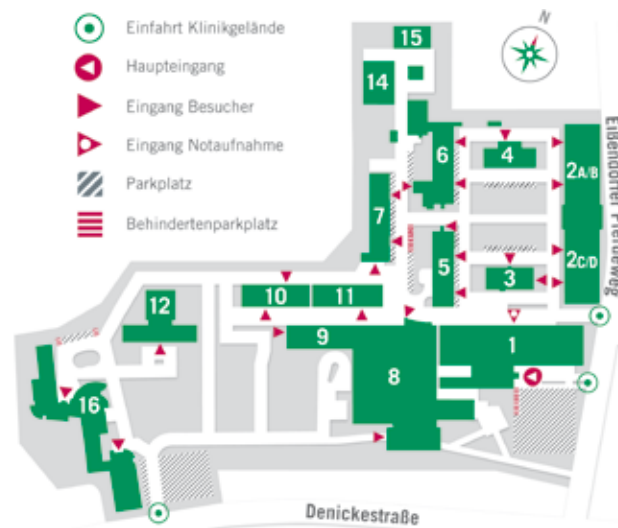 Einfahrt Klinikgelände
Haupteingang
Eingang Besucher
Eingang Notaufnahme
Parkplatz
Behindertenparkplatz
N
15
14
6
4
2A/B
Eißendorfer Pferdeweg
7
5
3
2C/D
12
10
11
9
1
8
16
Denickestraße